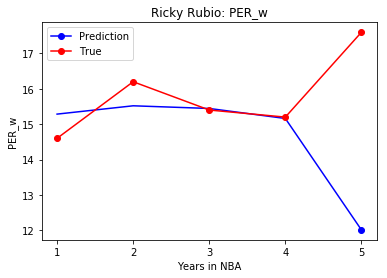 Ricky Rubio: PER_w
Prediction
True
17
16
15
14
13
12
PER_w
1 2 3 4 5
Years in NBA